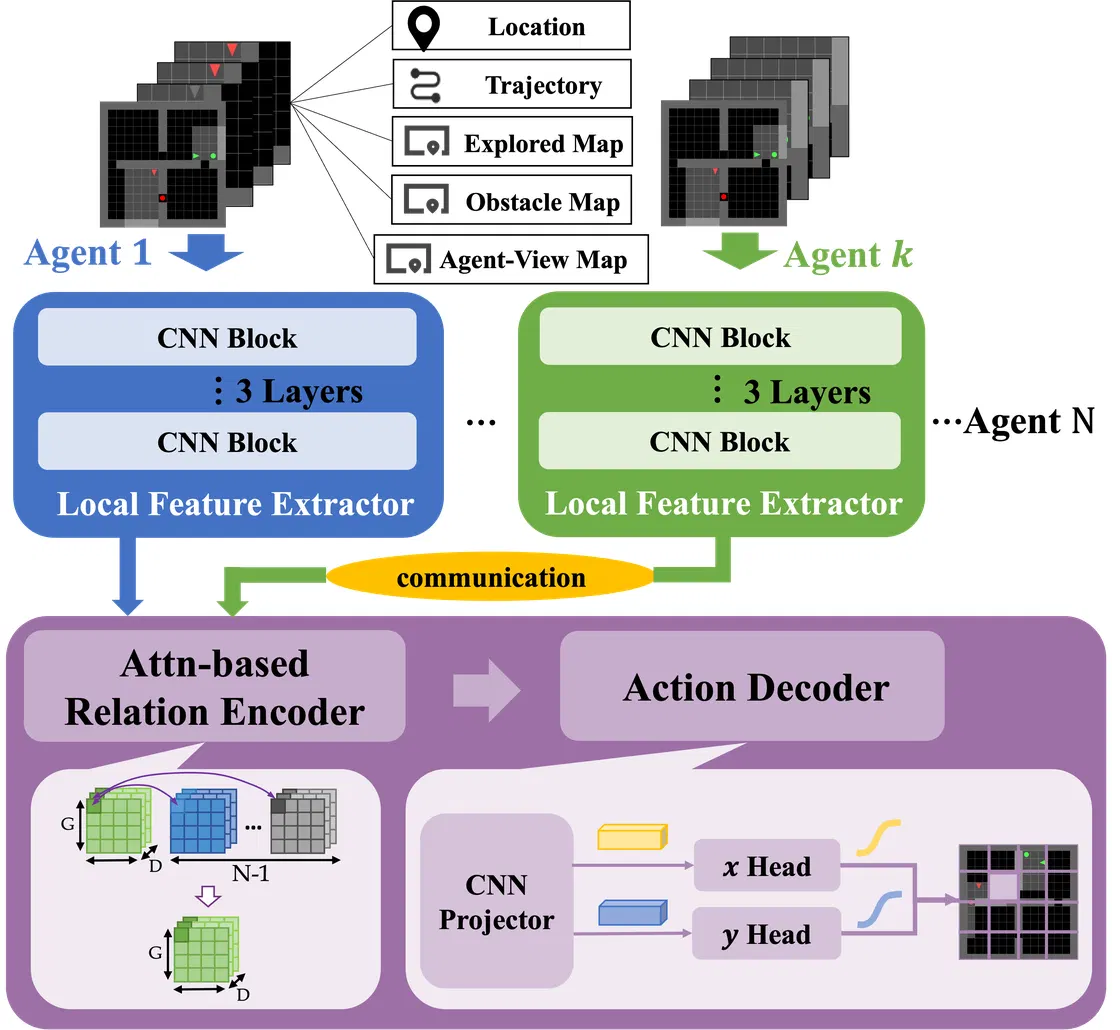 Location
Trajectory
Explored Map
Obstacle Map
Agent-View Map
Agent 1
Agent k
CNN Block
⋮ 3 Layers
CNN Block
Local Feature Extractor
...
CNN Block
⋮ 3 Layers
CNN Block
Local Feature Extractor
...Agent N
communication
Attn-based
Relation Encoder
Action Decoder
G
D
...
N-1
G
D
CNN
Projector
x Head
y Head